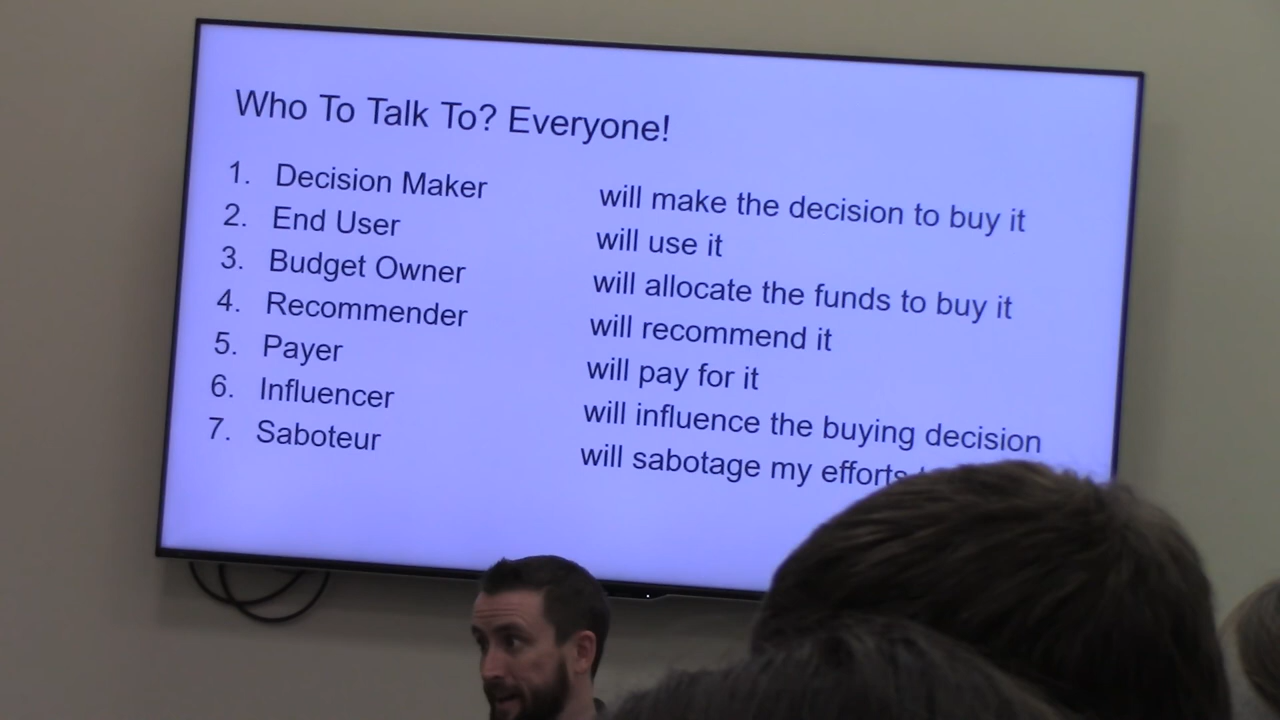 Who To Talk To? Everyone!
1. Decision Maker will make the decision to buy it
2. End User will use it
3. Budget Owner will allocate the funds to buy it
4. Recommender will recommend it
5. Payer will pay for it
6. Influencer will influence the buying decision
7. Saboteur will sabotage my efforts